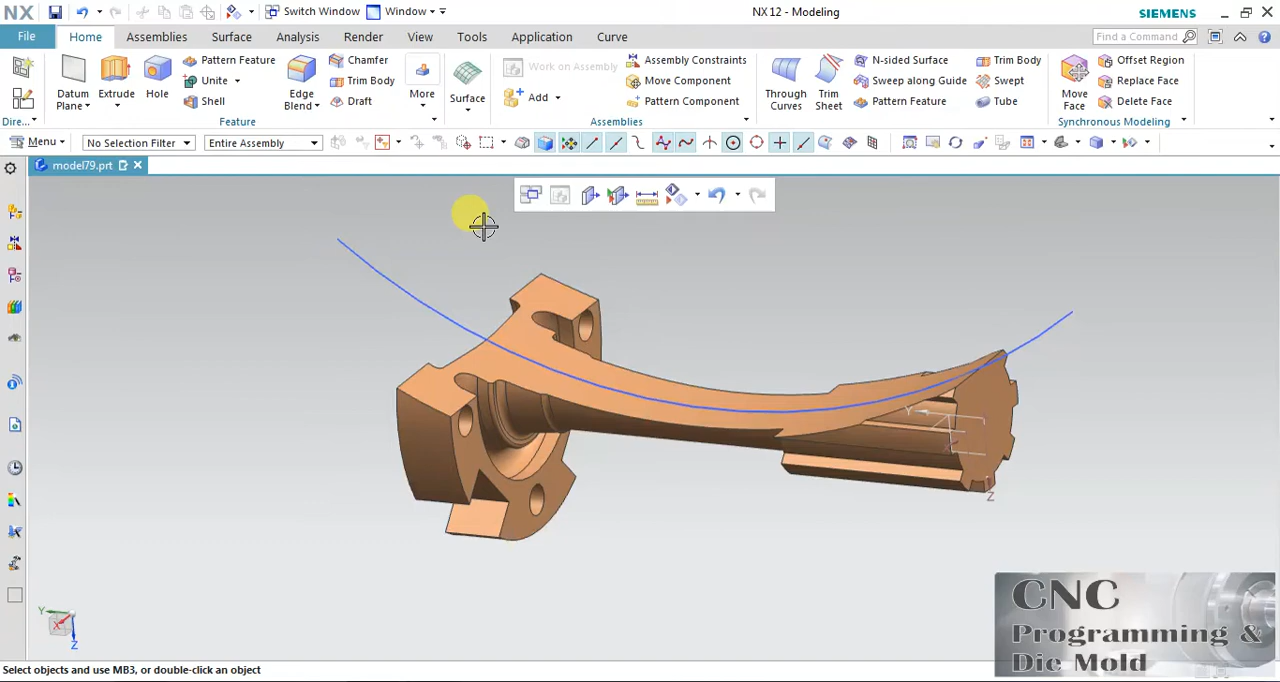 NX Switch Window Window NX 12 - Modeling SIEMENS
File Home Assemblies Surface Analysis Render View Tools Application Curve Find a Command
Datum Plane Extrude Hole Pattern Feature Unite Shell Edge Blend Chamfer Trim Body Draft More Surface Work on Assembly Add Assembly Constraints Move Component Pattern Component Through Curves Trim Sheet N-sided Surface Sweep along Guide Pattern Feature Trim Body Swept Tube Move Face Offset Region Replace Face Delete Face
Dire... Feature Assemblies Synchronous Modeling
Menu No Selection Filter Entire Assembly
model79.prt
Y
X
Z
CNC
Programming &
Die Mold
Y
X
Z
Select objects and use MB3, or double-click an object